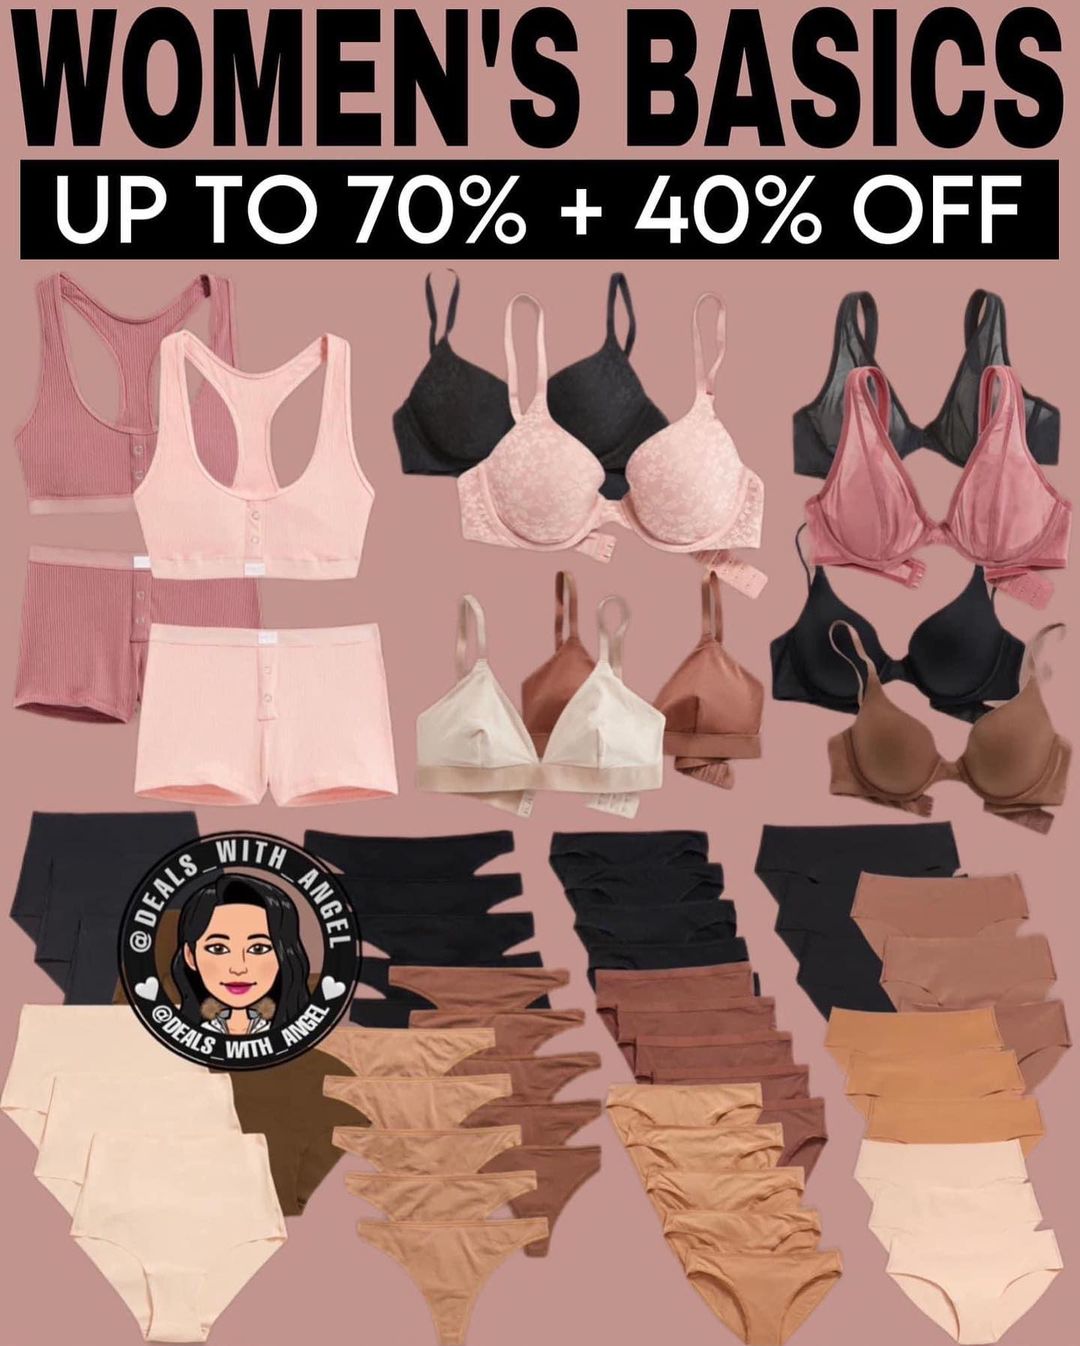 WOMEN'S BASICS
UP TO 70% + 40% OFF
@DEALS_WITH_ANGEL
@DEALS_WITH_ANGEL